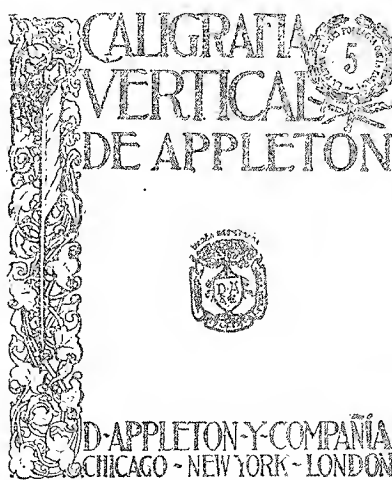 CALIGRAFIA
5
VERTICAL
DE APPLETON
D·APPLETON·Y·COMPAÑIA
CHICAGO - NEW YORK - LONDON